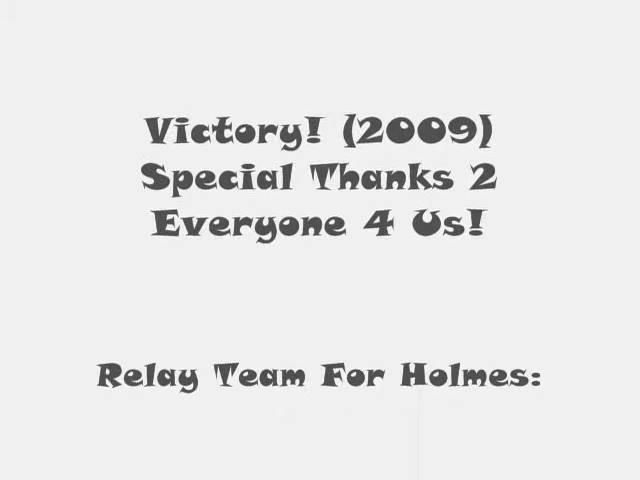 Victory! (2009)
Special Thanks 2
Everyone 4 Us!
Relay Team For Holmes: